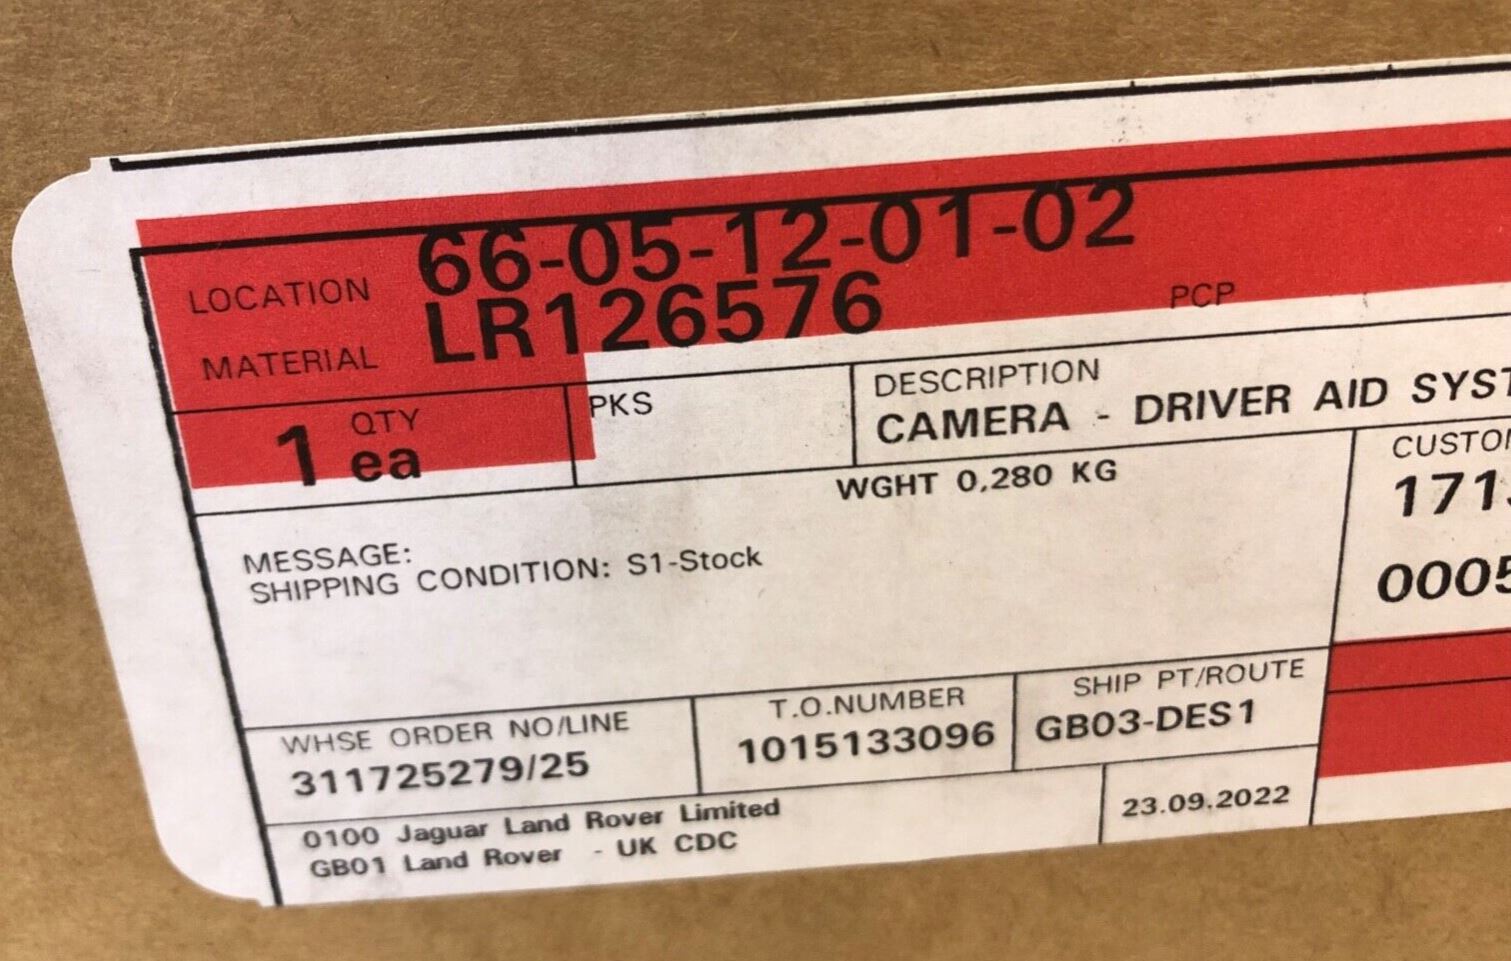 LOCATION 66-05-12-01-02
MATERIAL LR126576 PCP
QTY
1 ea
PKS
DESCRIPTION
CAMERA - DRIVER AID SYST
WGHT 0,280 KG
CUSTOM
171
0005
MESSAGE:
SHIPPING CONDITION: S1-Stock
WHSE ORDER NO/LINE
311725279/25
T.O.NUMBER
1015133096
SHIP PT/ROUTE
GB03-DES1
0100 Jaguar Land Rover Limited
GB01 Land Rover - UK CDC
23.09.2022